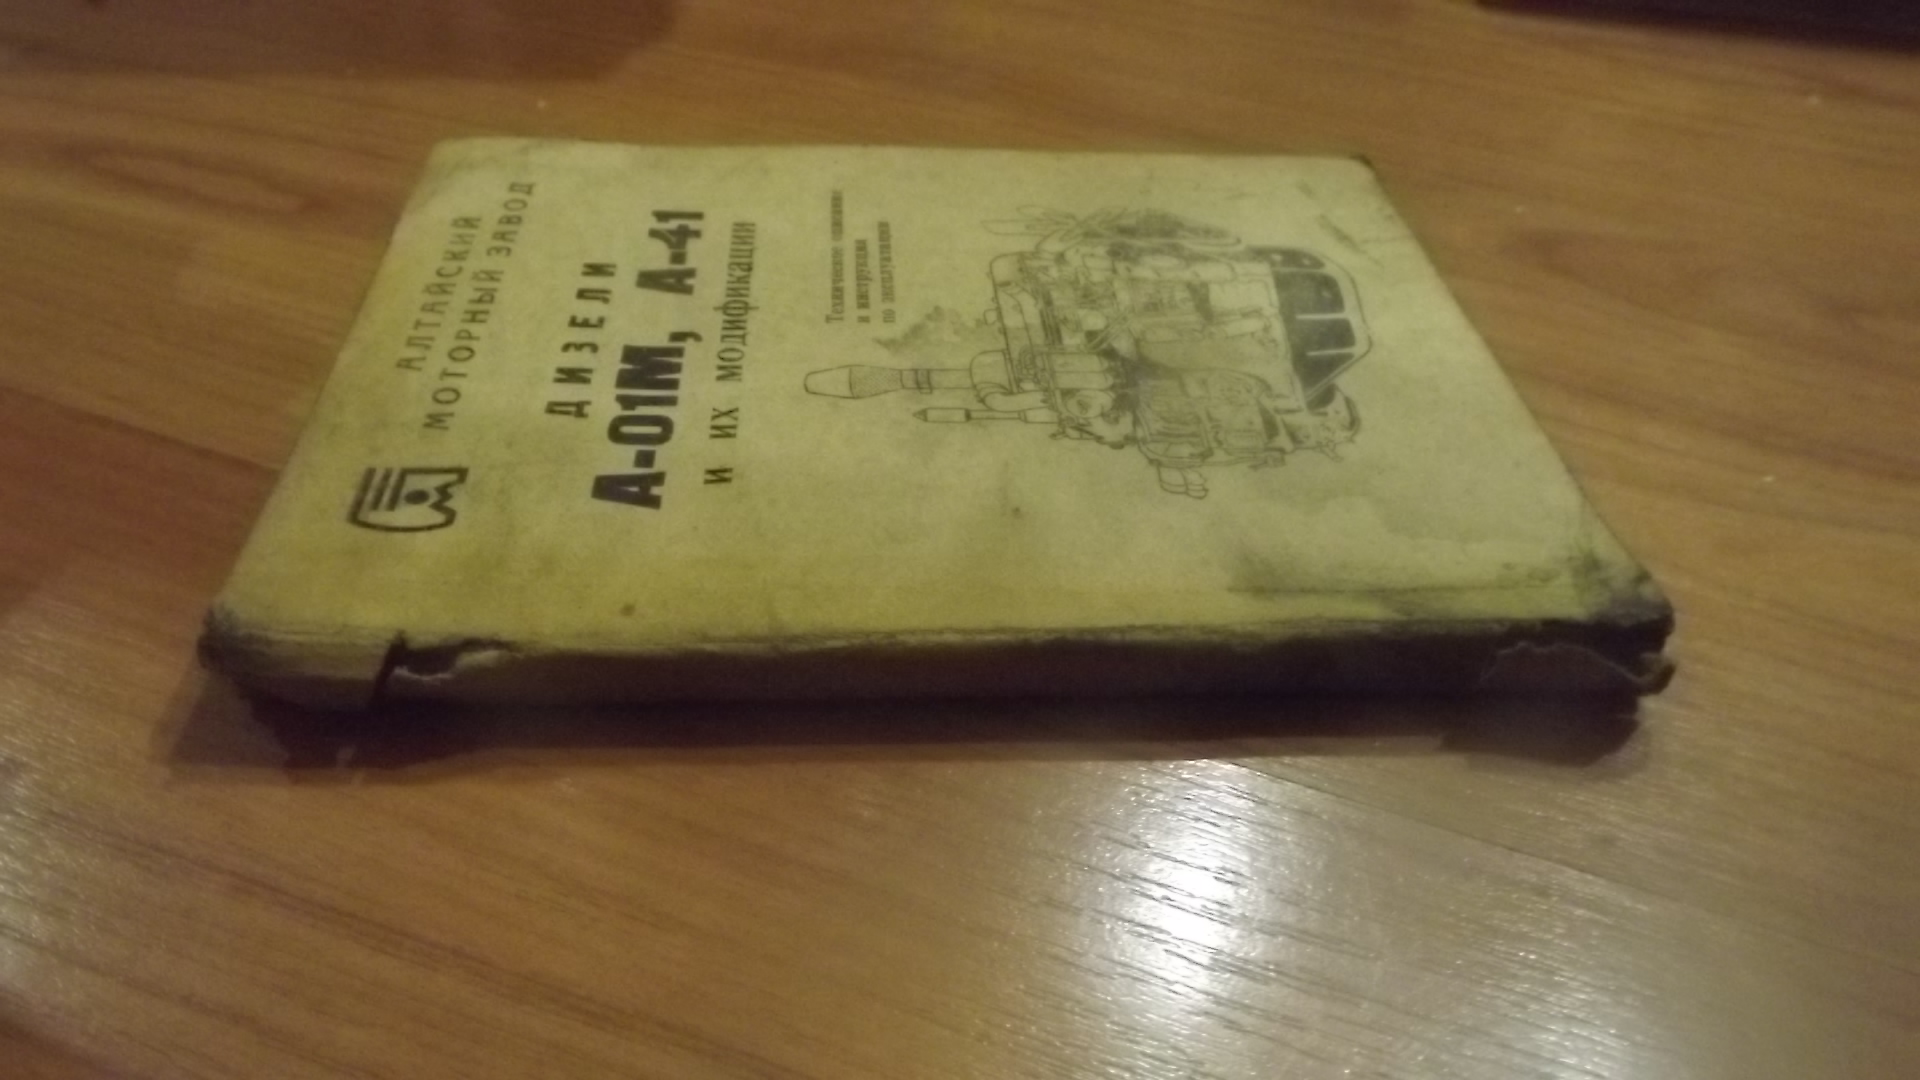 АЛТАЙСКИЙ
МОТОРНЫЙ ЗАВОД
ДИЗЕЛИ
А-01М, А-41
и их модификации
Техническое описание
и инструкция
по эксплуатации